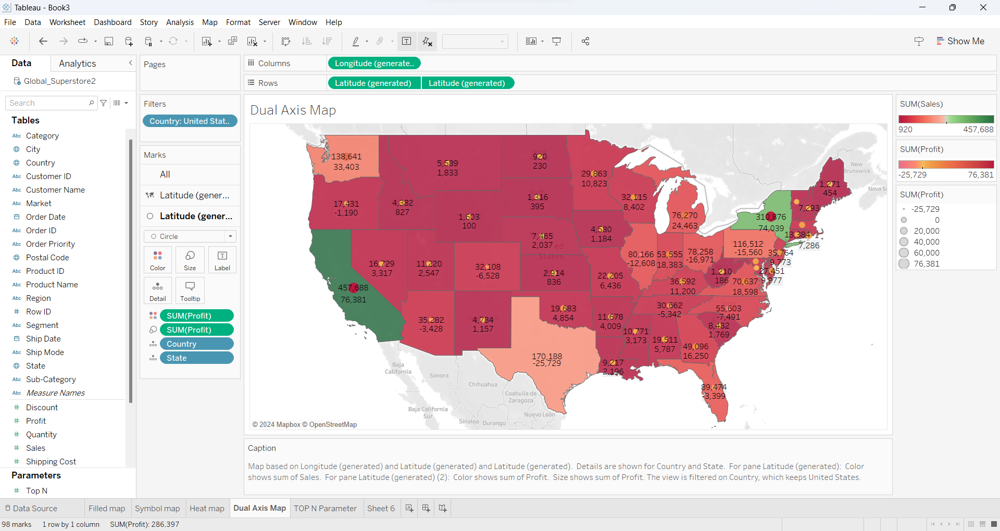 Tableau - Book3
File Data Worksheet Dashboard Story Analysis Map Format Server Window Help
Show Me
Data Analytics
Global_Superstore2
Search
Tables
Abc Category
City
Country
Abc Customer ID
Abc Customer Name
Abc Market
Order Date
Abc Order ID
Abc Order Priority
Postal Code
Abc Product ID
Abc Product Name
Abc Region
# Row ID
Abc Segment
Ship Date
Abc Ship Mode
State
Abc Sub-Category
Abc Measure Names
# Discount
# Profit
# Quantity
# Sales
# Shipping Cost
Parameters
# Top N
Pages
Filters
Country: United Stat..
Marks
All
Latitude (gener...
Latitude (gener...
Circle
Color Size Label
Detail Tooltip
SUM(Profit)
SUM(Profit)
Country
State
Columns
Longitude (generate..
Rows
Latitude (generated) Latitude (generated)
Dual Axis Map
138,641
33,403
5,589
1,833
920
230
29,863
10,823
1,271
454
New
Brunswick
Nova Sc
17,431
-1,190
4,382
827
1,316
395
32,115
8,402
1,603
100
76,270
24,463
7,293
310,876
74,039
4,580
1,184
7,465
2,037
ed
States
13,384
7,286
116,512
-15,560
35,764
9,773
80,166
-12,608
53,555
18,383
78,258
-16,971
16,729
3,317
11,220
2,547
32,108
-6,528
2,914
836
22,205
6,436
1,210
186
27,451
9,977
36,592
11,200
70,637
18,598
457,688
76,381
35,282
-3,428
4,784
1,157
19,683
4,854
11,678
4,009
30,662
-5,342
North
55,603
-7,491
8,482
1,769
10,771
3,173
19,511
5,787
49,096
16,250
170,188
-25,729
9,217
2,196
89,474
-3,399
Baja
California
Sonora
Chihuahua
Coahuila de
Zaragoza
Baja California
Sur
Sinaloa
Durango
Nuevo León
© 2024 Mapbox © OpenStreetMap
SUM(Sales)
920 457,688
SUM(Profit)
-25,729 76,381
SUM(Profit)
-25,729
0
20,000
40,000
60,000
76,381
Caption
Map based on Longitude (generated) and Latitude (generated) and Latitude (generated). Details are shown for Country and State. For pane Latitude (generated): Color
shows sum of Sales. For pane Latitude (generated) (2): Color shows sum of Profit. Size shows sum of Profit. The view is filtered on Country, which keeps United States.
Data Source Filled map Symbol map Heat map Dual Axis Map TOP N Parameter Sheet 6
98 marks 1 row by 1 column SUM(Profit): 286,397